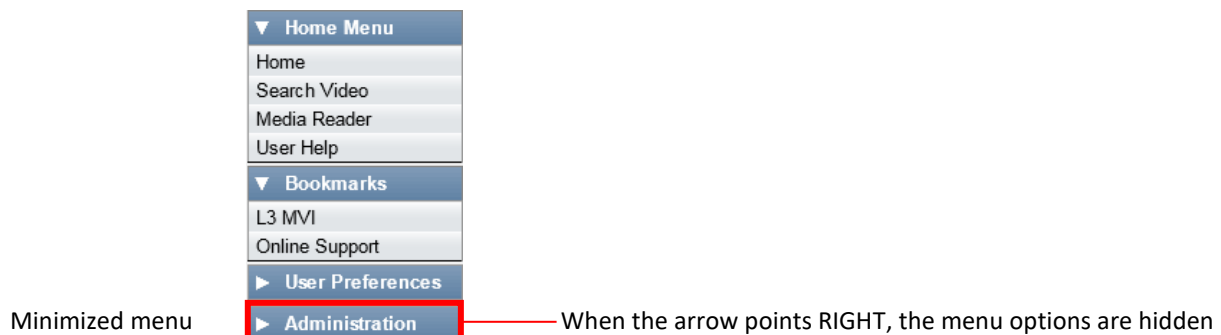 Home Menu
Home
Search Video
Media Reader
User Help
Bookmarks
L3 MVI
Online Support
User Preferences
Minimized menu
Administration
When the arrow points RIGHT, the menu options are hidden